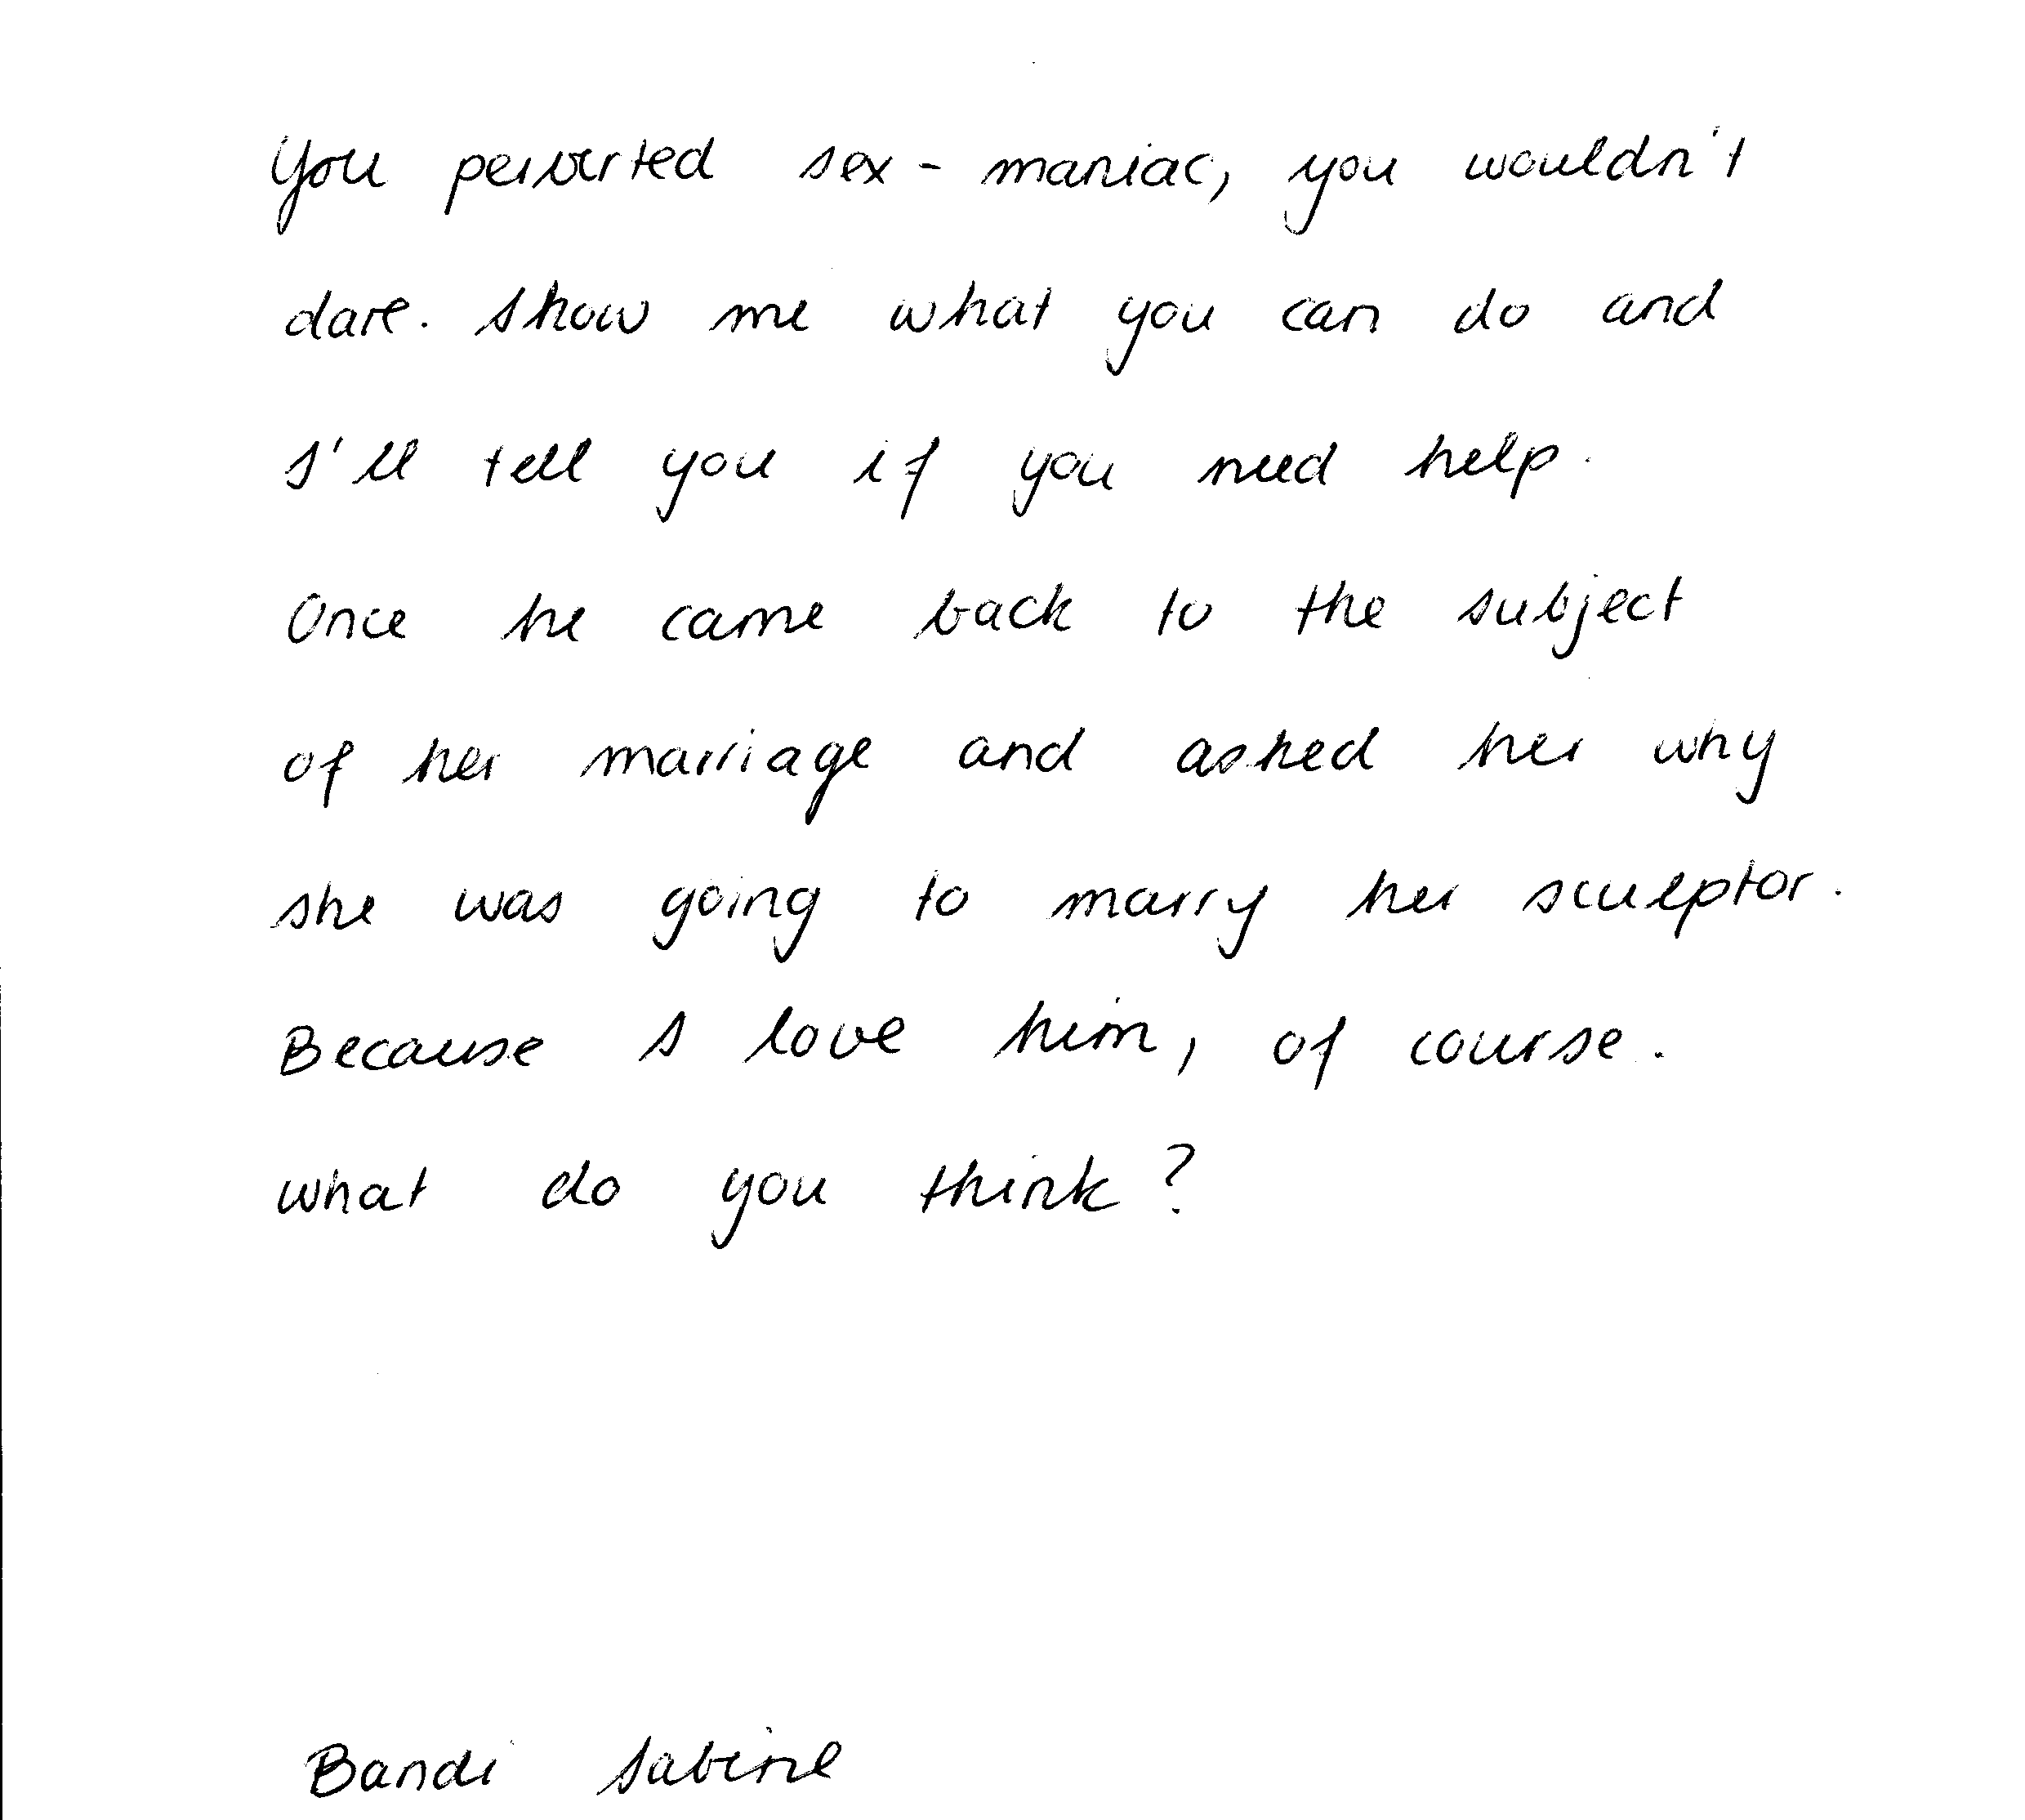 You perverted sex - maniac, you wouldn't
dare. Show me what you can do and
I'll tell you if you need help.
Once he came back to the subject
of her marriage and asked her why
she was going to marry her sculptor.
Because I love him, of course.
what do you think?
Bandi Sabine